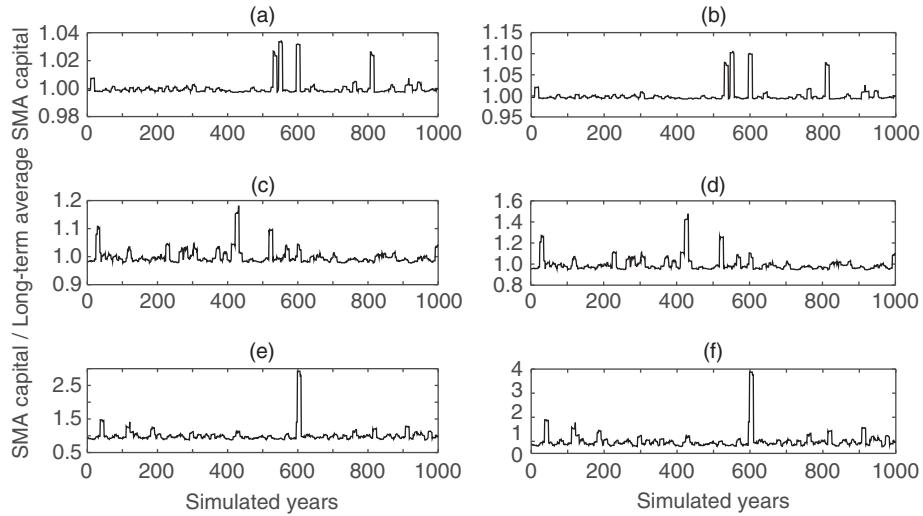 (a) (b)
SMA capital / Long-term average SMA capital
1.04 1.15
1.02 1.10
1.05
1.00 1.00
0.98 0.95
0 200 400 600 800 1000 0 200 400 600 800 1000
(c) (d)
1.2 1.6
1.1 1.4
1.2
1.0 1.0
0.9 0.8
0 200 400 600 800 1000 0 200 400 600 800 1000
(e) (f)
4
2.5 3
2
1.5 1
0.5 0
0 200 400 600 800 1000 0 200 400 600 800 1000
Simulated years Simulated years